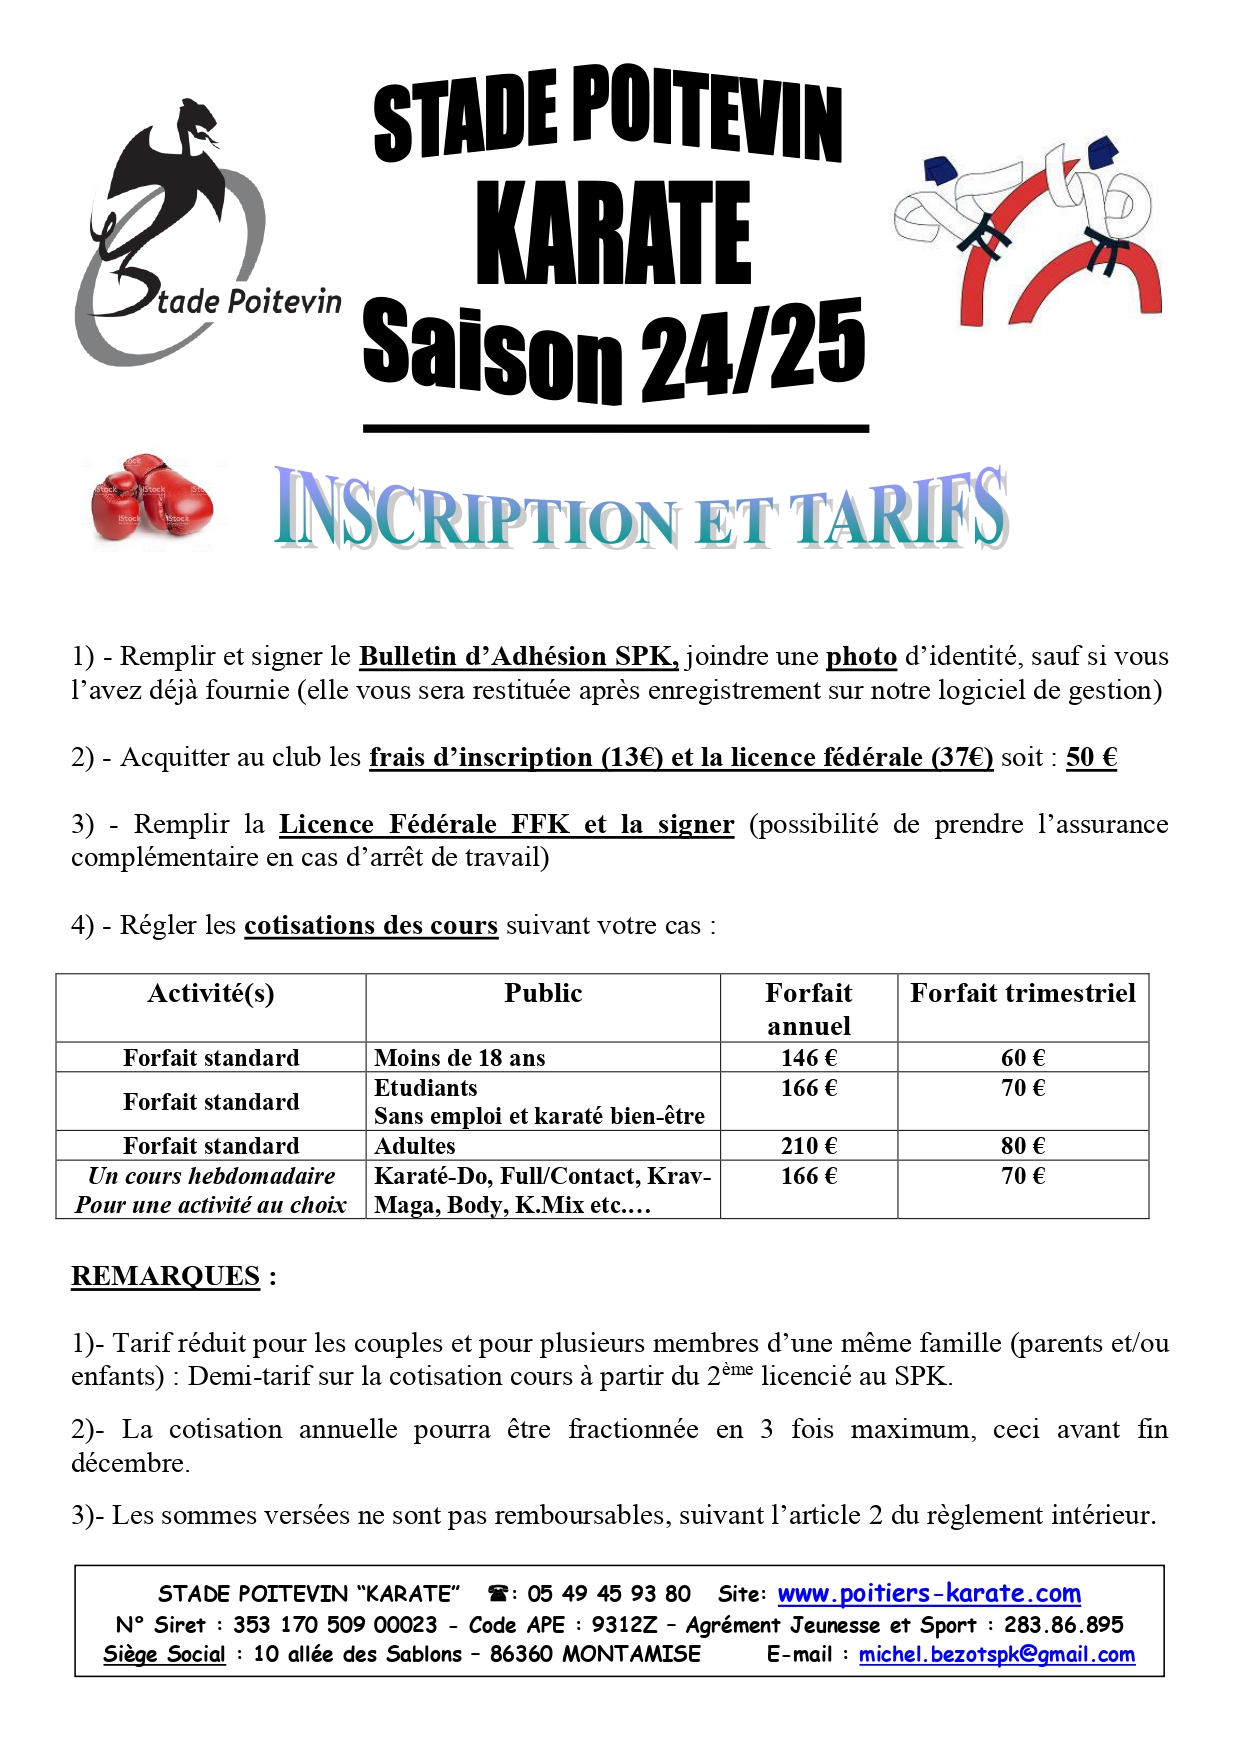 STADE POITEVIN
KARATE
Saison 24/25
Stade Poitevin
iStock
iStock
iStock
iStock
iStock
INSCRIPTION ET TARIFS
1) - Remplir et signer le Bulletin d’Adhésion SPK, joindre une photo d’identité, sauf si vous
l’avez déjà fournie (elle vous sera restituée après enregistrement sur notre logiciel de gestion)
2) - Acquitter au club les frais d’inscription (13€) et la licence fédérale (37€) soit : 50 €
3) - Remplir la Licence Fédérale FFK et la signer (possibilité de prendre l’assurance
complémentaire en cas d’arrêt de travail)
4) - Régler les cotisations des cours suivant votre cas :
Activité(s) Public Forfait annuel Forfait trimestriel
Forfait standard Moins de 18 ans 146 € 60 €
Forfait standard Etudiants 166 € 70 €
Sans emploi et karaté bien-être
Forfait standard Adultes 210 € 80 €
Un cours hebdomadaire Karaté-Do, Full/Contact, Krav- 166 € 70 €
Pour une activité au choix Maga, Body, K.Mix etc.…
REMARQUES :
1)- Tarif réduit pour les couples et pour plusieurs membres d’une même famille (parents et/ou
enfants) : Demi-tarif sur la cotisation cours à partir du 2ème licencié au SPK.
2)- La cotisation annuelle pourra être fractionnée en 3 fois maximum, ceci avant fin
décembre.
3)- Les sommes versées ne sont pas remboursables, suivant l’article 2 du règlement intérieur.
STADE POITEVIN “KARATE” ☎: 05 49 45 93 80 Site: www.poitiers-karate.com
N° Siret : 353 170 509 00023 - Code APE : 9312Z – Agrément Jeunesse et Sport : 283.86.895
Siège Social : 10 allée des Sablons – 86360 MONTAMISE E-mail : michel.bezotspk@gmail.com